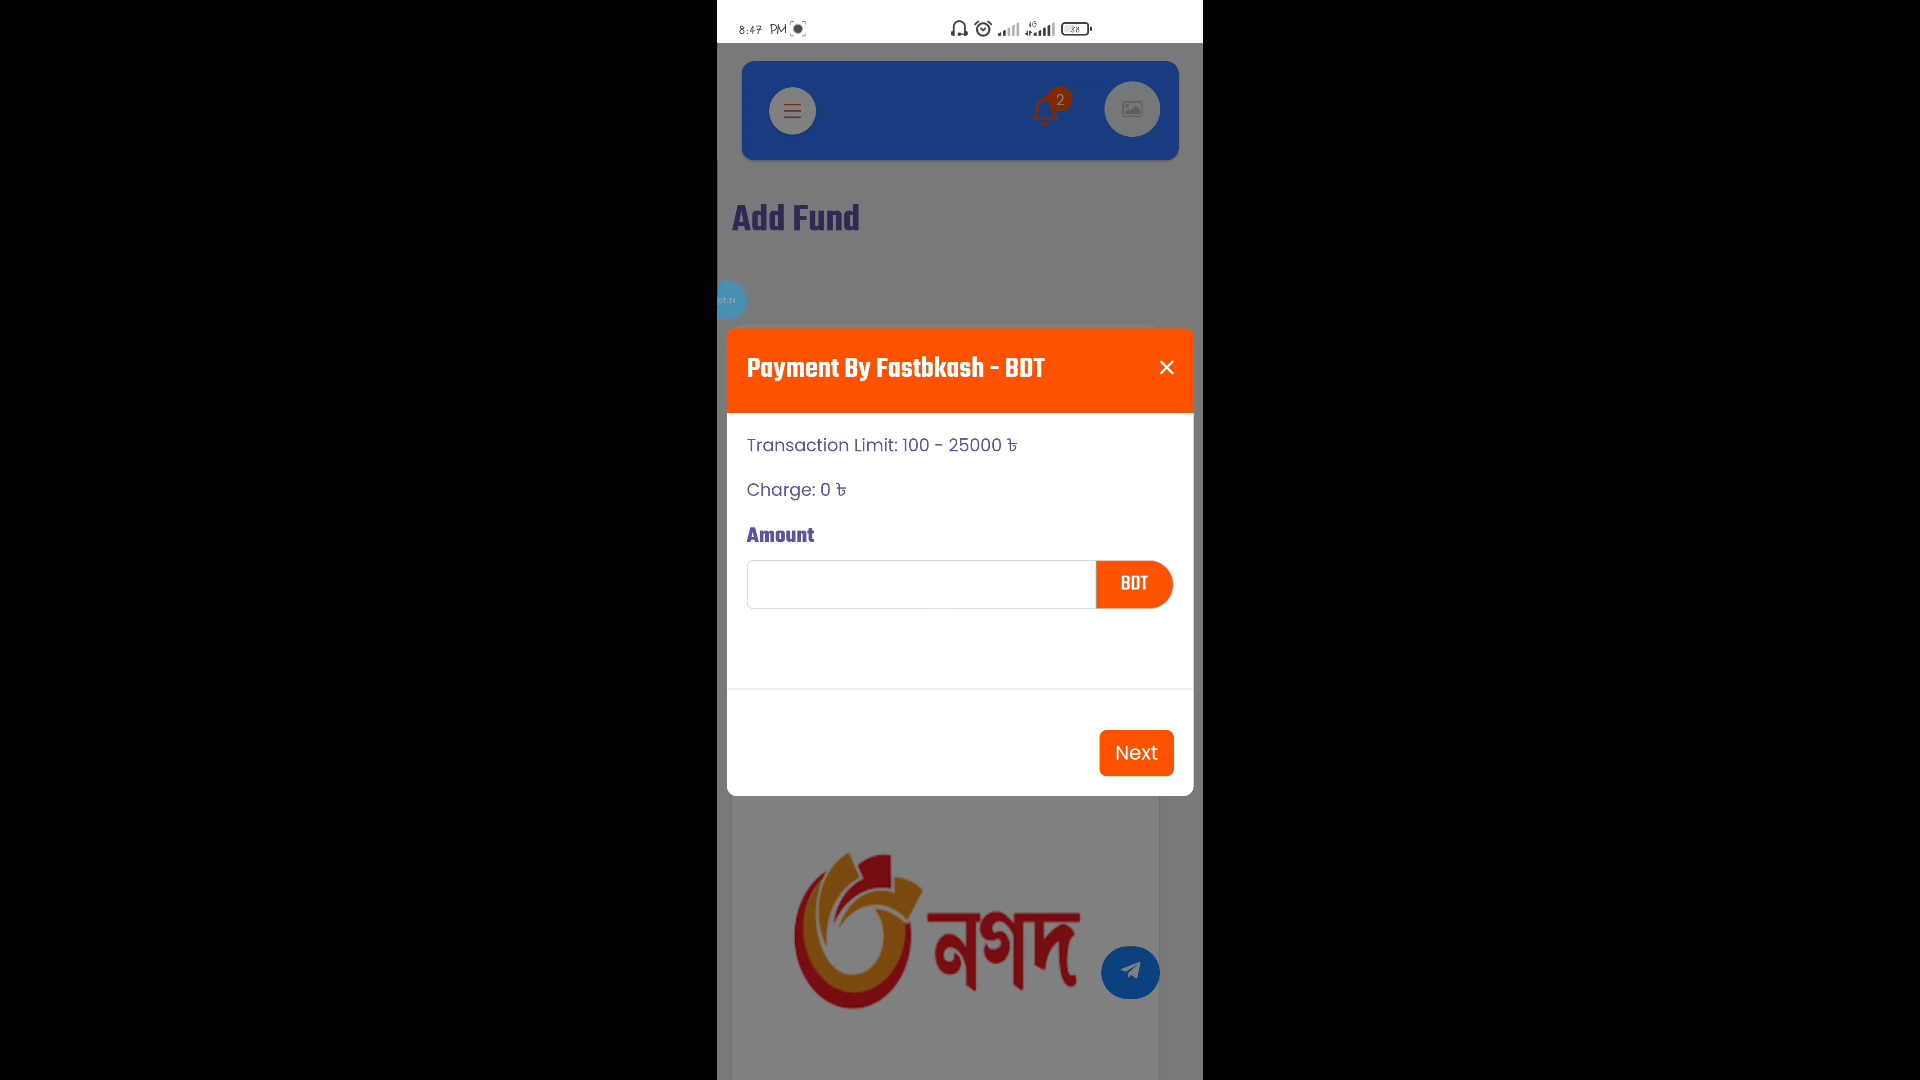 8:47 PM
4G
2
Add Fund
Payment By Fastbkash - BDT
Transaction Limit: 100 - 25000 ৳
Charge: 0 ৳
Amount
BDT
Next
নগদ